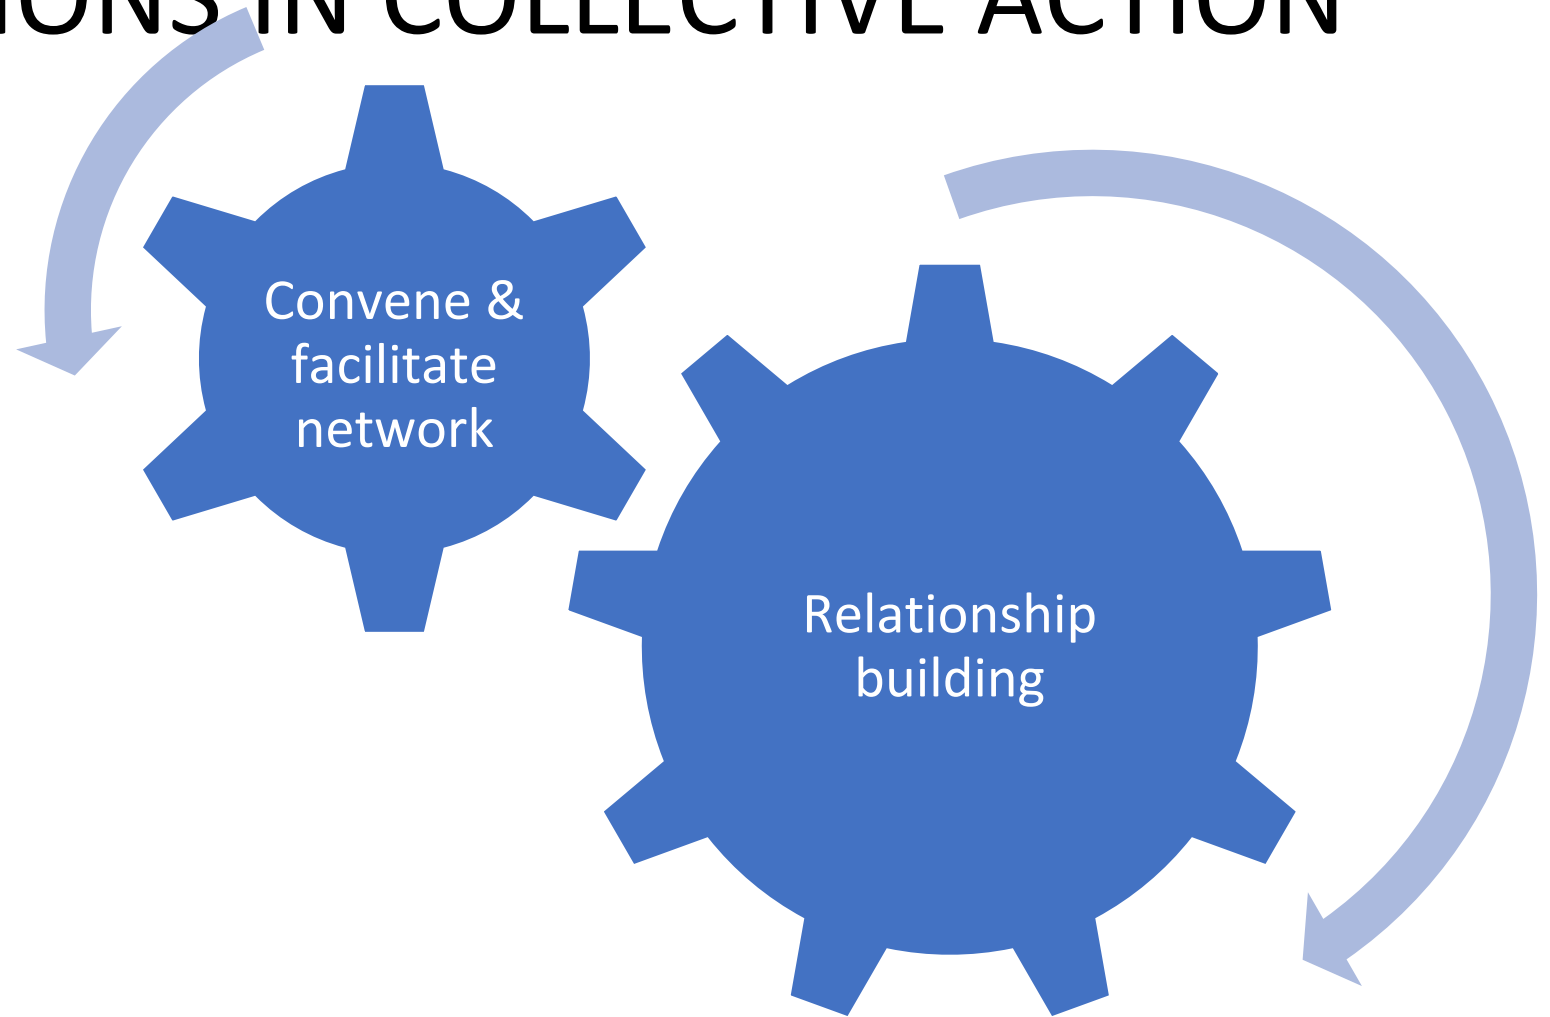 IONS IN COLLECTIVE ACTION
Convene &
facilitate
network
Relationship
building